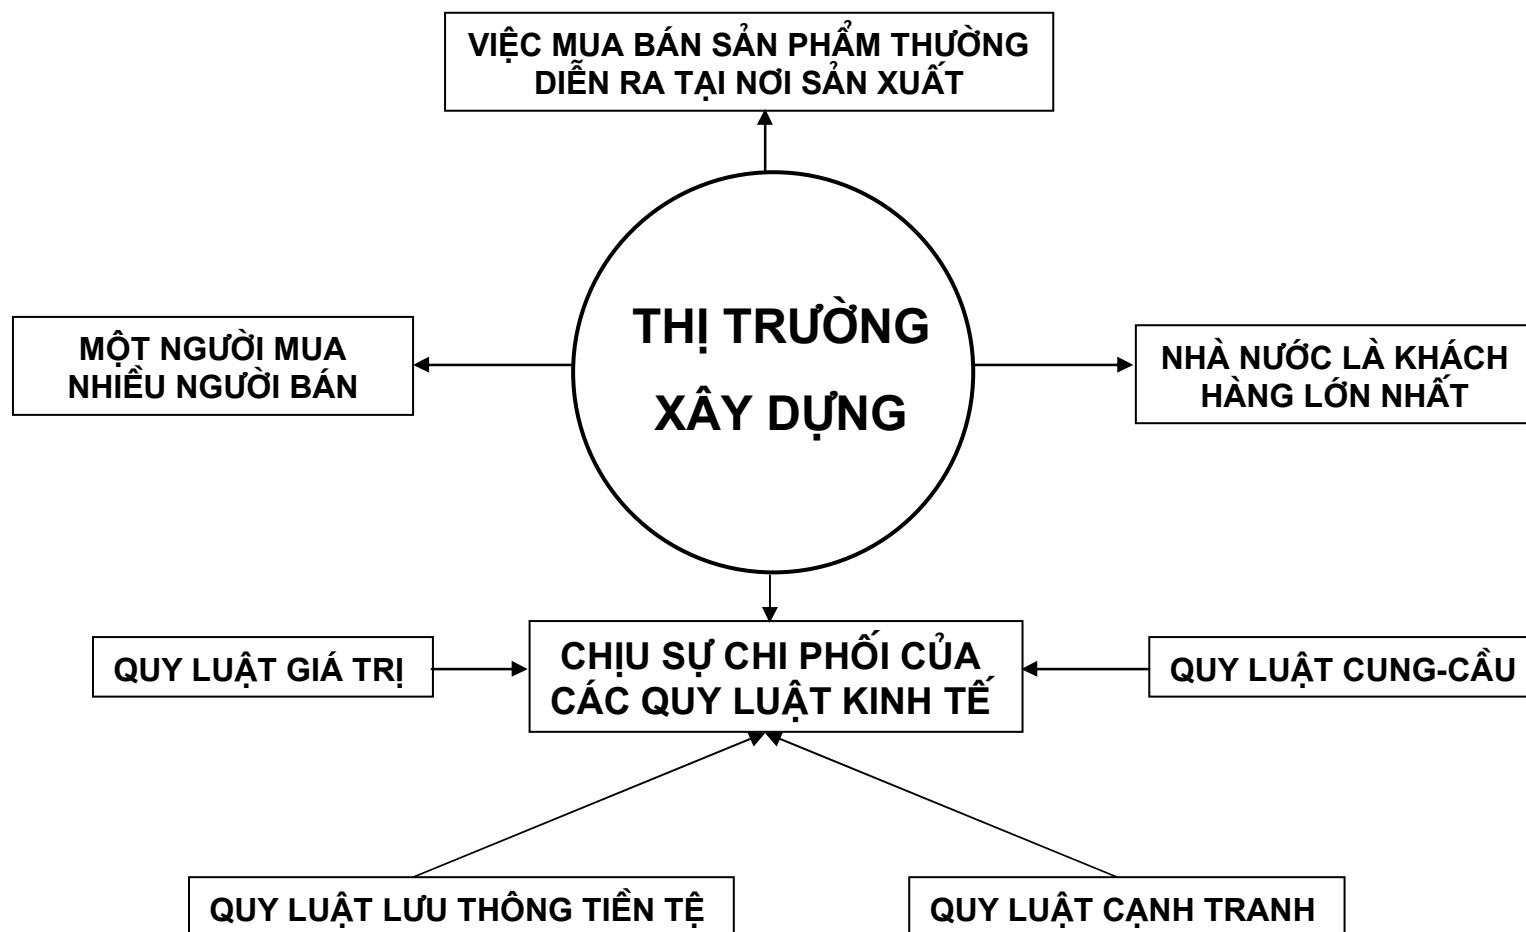 VIỆC MUA BÁN SẢN PHẨM THƯỜNG
DIỄN RA TẠI NƠI SẢN XUẤT
MỘT NGƯỜI MUA
NHIỀU NGƯỜI BÁN
THỊ TRƯỜNG
XÂY DỰNG
NHÀ NƯỚC LÀ KHÁCH
HÀNG LỚN NHẤT
QUY LUẬT GIÁ TRỊ
CHỊU SỰ CHI PHỐI CỦA
CÁC QUY LUẬT KINH TẾ
QUY LUẬT CUNG-CẦU
QUY LUẬT LƯU THÔNG TIỀN TỆ
QUY LUẬT CẠNH TRANH